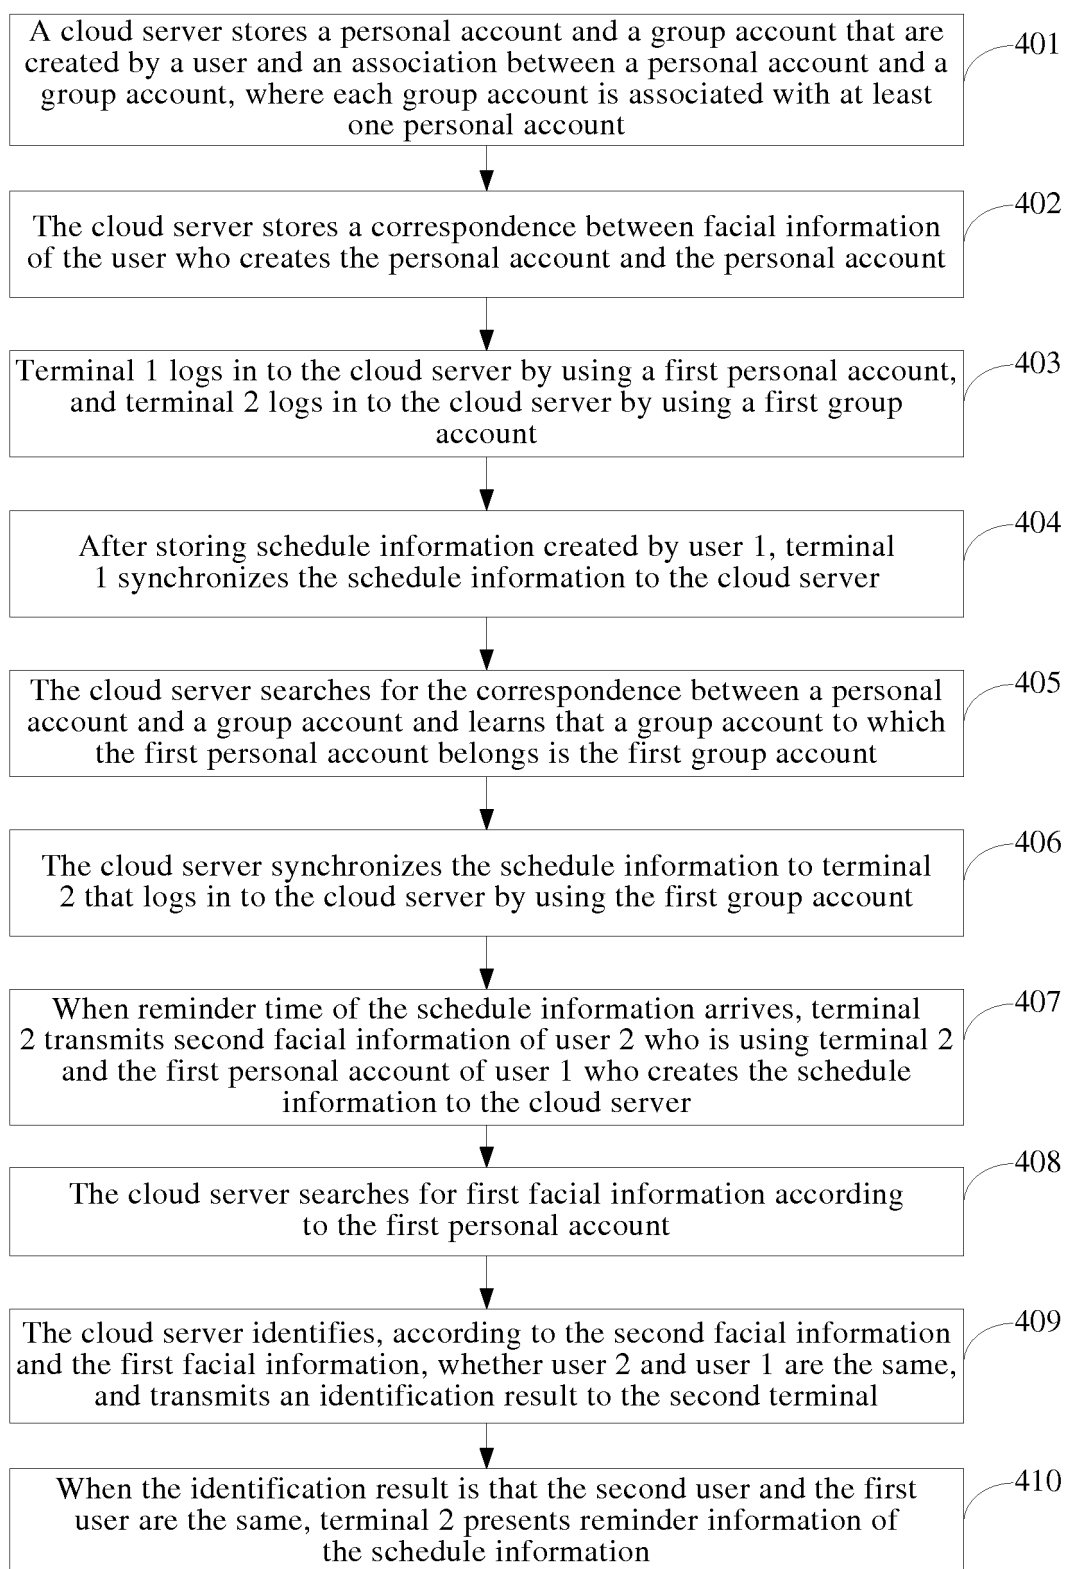 A cloud server stores a personal account and a group account that are
created by a user and an association between a personal account and a
group account, where each group account is associated with at least
one personal account
401
The cloud server stores a correspondence between facial information
of the user who creates the personal account and the personal account
402
Terminal 1 logs in to the cloud server by using a first personal account,
and terminal 2 logs in to the cloud server by using a first group
account
403
After storing schedule information created by user 1, terminal
1 synchronizes the schedule information to the cloud server
404
The cloud server searches for the correspondence between a personal
account and a group account and learns that a group account to which
the first personal account belongs is the first group account
405
The cloud server synchronizes the schedule information to terminal
2 that logs in to the cloud server by using the first group account
406
When reminder time of the schedule information arrives, terminal
2 transmits second facial information of user 2 who is using terminal 2
and the first personal account of user 1 who creates the schedule
information to the cloud server
407
The cloud server searches for first facial information according
to the first personal account
408
The cloud server identifies, according to the second facial information
and the first facial information, whether user 2 and user 1 are the same,
and transmits an identification result to the second terminal
409
When the identification result is that the second user and the first
user are the same, terminal 2 presents reminder information of
the schedule information
410